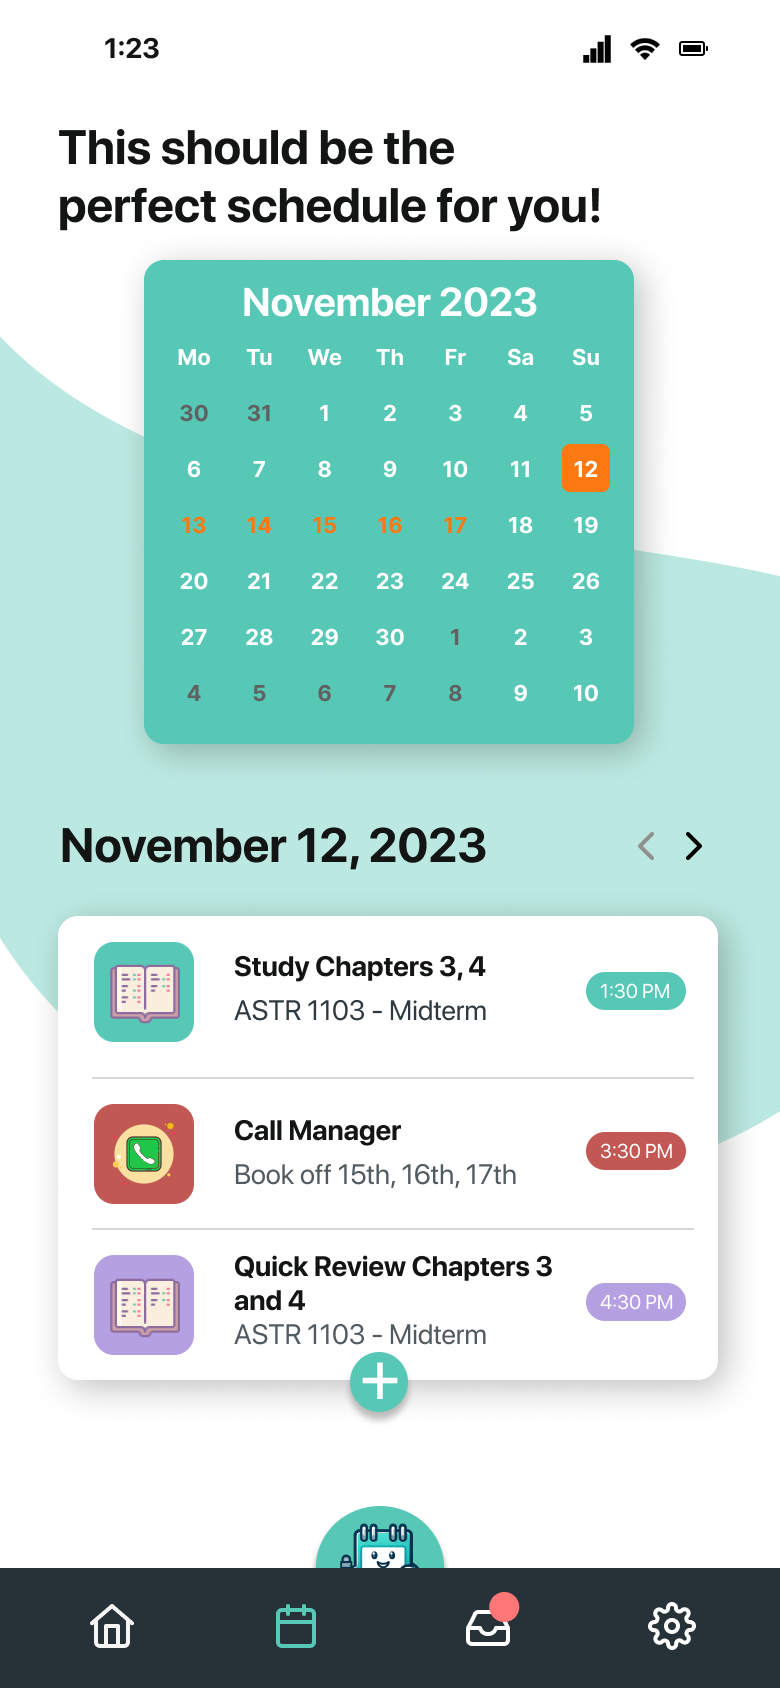 1:23
This should be the
perfect schedule for you!
November 2023
Mo Tu We Th Fr Sa Su
30 31 1 2 3 4 5
6 7 8 9 10 11 12
13 14 15 16 17 18 19
20 21 22 23 24 25 26
27 28 29 30 1 2 3
4 5 6 7 8 9 10
November 12, 2023
Study Chapters 3, 4
ASTR 1103 - Midterm
1:30 PM
Call Manager
Book off 15th, 16th, 17th
3:30 PM
Quick Review Chapters 3
and 4
ASTR 1103 - Midterm
4:30 PM